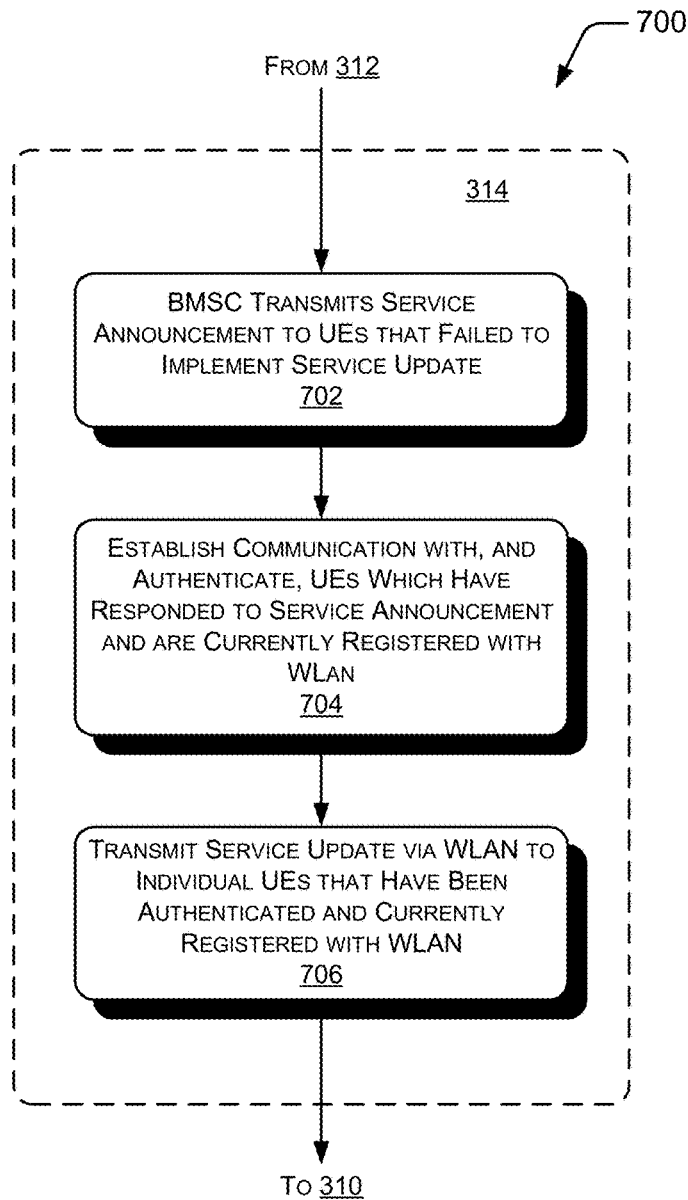 700
FROM 312
314
BMSC TRANSMITS SERVICE
ANNOUNCEMENT TO UES THAT FAILED TO
IMPLEMENT SERVICE UPDATE
702
ESTABLISH COMMUNICATION WITH, AND
AUTHENTICATE, UES WHICH HAVE
RESPONDED TO SERVICE ANNOUNCEMENT
AND ARE CURRENTLY REGISTERED WITH
WLAN
704
TRANSMIT SERVICE UPDATE VIA WLAN TO
INDIVIDUAL UES THAT HAVE BEEN
AUTHENTICATED AND CURRENTLY
REGISTERED WITH WLAN
706
TO 310